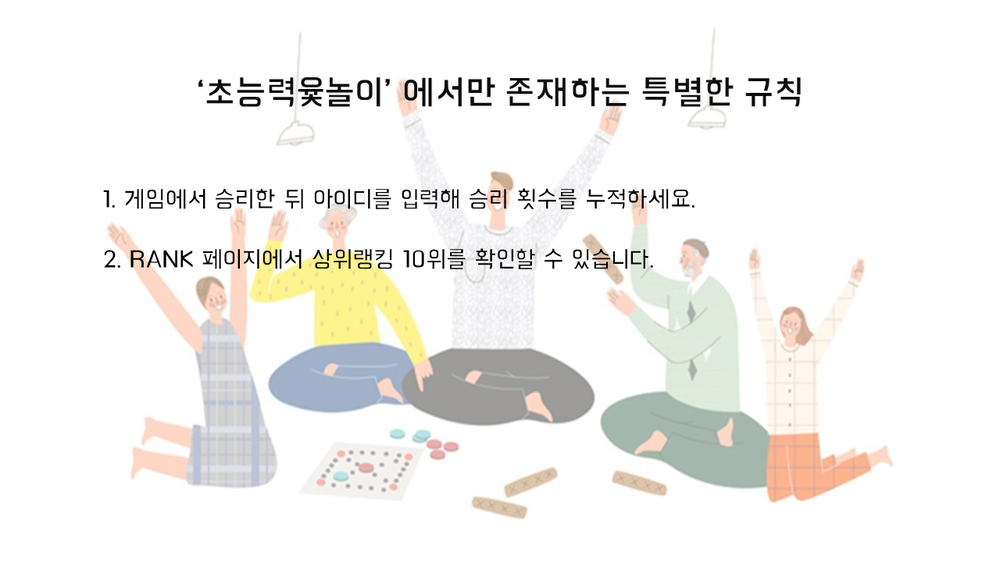 ‘초능력윷놀이’ 에서만 존재하는 특별한 규칙
1. 게임에서 승리한 뒤 아이디를 입력해 승리 횟수를 누적하세요.
2. RANK 페이지에서 상위랭킹 10위를 확인할 수 있습니다.